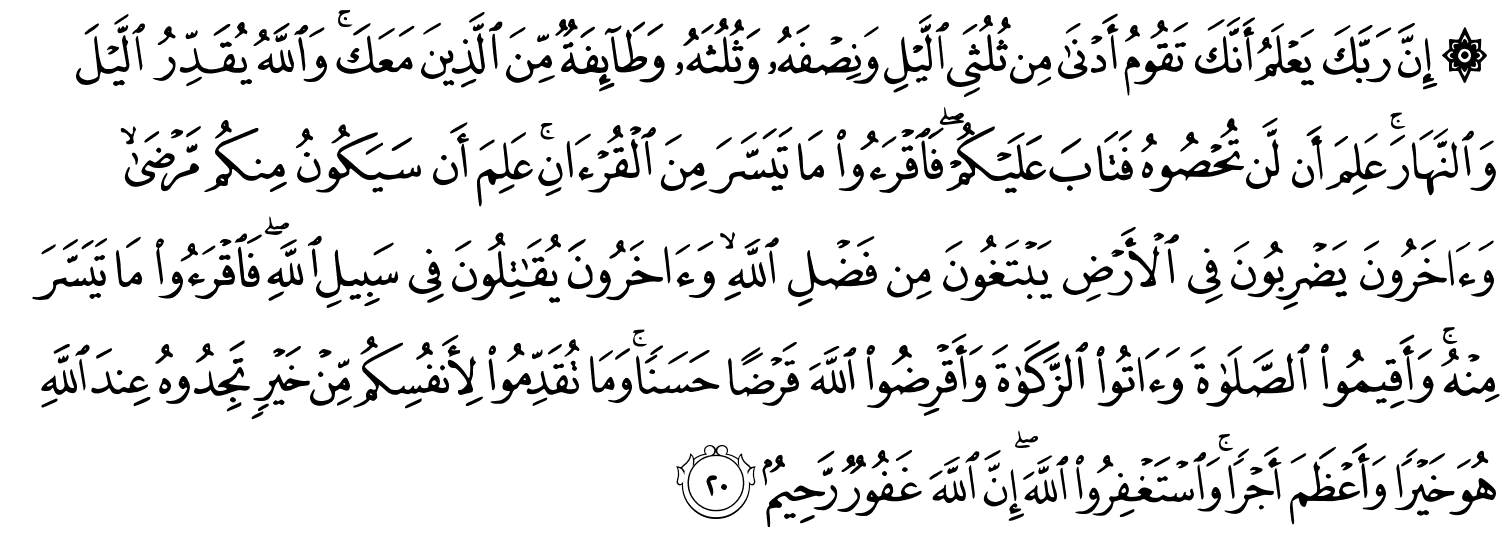 ۞ إِنَّ رَبَّكَ يَعۡلَمُ أَنَّكَ تَقُومُ أَدۡنَىٰ مِن ثُلُثَيِ ٱلَّيۡلِ وَنِصۡفَهُۥ وَثُلُثَهُۥ وَطَآئِفَةٞ مِّنَ ٱلَّذِينَ مَعَكَۚ وَٱللَّهُ يُقَدِّرُ ٱلَّيۡلَ
وَٱلنَّهَارَۚ عَلِمَ أَن لَّن تُحۡصُوهُ فَتَابَ عَلَيۡكُمۡۖ فَٱقۡرَءُواْ مَا تَيَسَّرَ مِنَ ٱلۡقُرۡءَانِۚ عَلِمَ أَن سَيَكُونُ مِنكُم مَّرۡضَىٰۙ
وَءَاخَرُونَ يَضۡرِبُونَ فِي ٱلۡأَرۡضِ يَبۡتَغُونَ مِن فَضۡلِ ٱللَّهِۙ وَءَاخَرُونَ يُقَٰتِلُونَ فِي سَبِيلِ ٱللَّهِۖ فَٱقۡرَءُواْ مَا تَيَسَّرَ
مِنۡهُۚ وَأَقِيمُواْ ٱلصَّلَوٰةَ وَءَاتُواْ ٱلزَّكَوٰةَ وَأَقۡرِضُواْ ٱللَّهَ قَرۡضًا حَسَنٗاۚ وَمَا تُقَدِّمُواْ لِأَنفُسِكُم مِّنۡ خَيۡرٖ تَجِدُوهُ عِندَ ٱللَّهِ
هُوَ خَيۡرٗا وَأَعۡظَمَ أَجۡرٗاۚ وَٱسۡتَغۡفِرُواْ ٱللَّهَۖ إِنَّ ٱللَّهَ غَفُورٞ رَّحِيمُۢ ٢٠